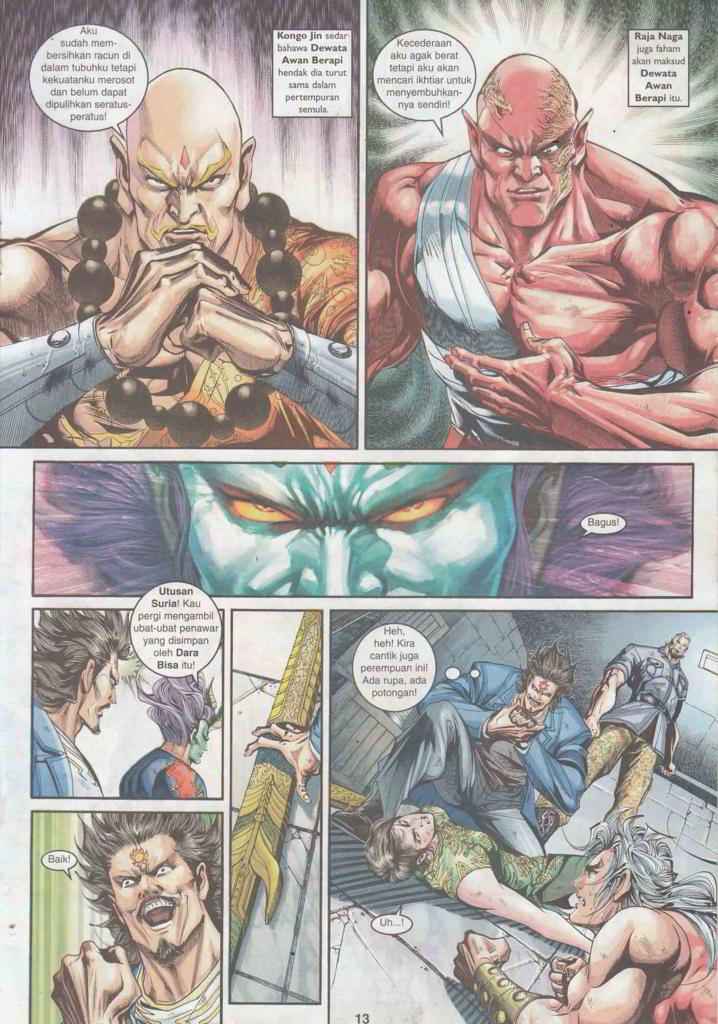 Aku
sudah mem-
bersihkan racun di
dalam tubuhku tetapi
kekuatanku merosot
dan belum dapat
dipulihkan seratus-
peratus!
Kongo Jin sedar
bahawa Dewata
Awan Berapi
hendak dia turut
sama dalam
pertempuran
semula.
Kecederaan
aku agak berat
tetapi aku akan
mencari ikhtiar untuk
menyembuhkan-
nya sendiri!
Raja Naga
juga faham
akan maksud
Dewata
Awan
Berapi itu.
Bagus!
Utusan
Suria! Kau
pergi mengambil
ubat-ubat penawar
yang disimpan
oleh Dara
Bisa itu!
Baik!
Heh,
heh! Kira
cantik juga
perempuan ini!
Ada rupa, ada
potongan!
Uh...!
13